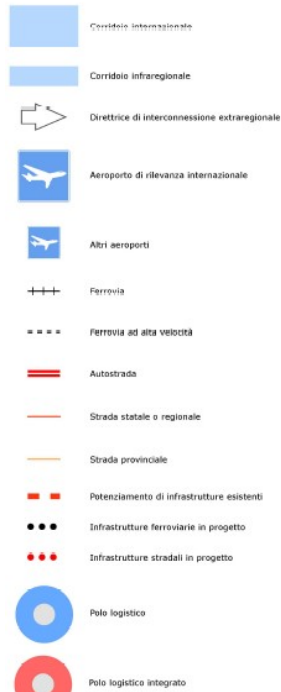 Corridoio internazionale
Corridoio infraregionale
Direttrice di interconnessione extraregionale
Aeroporto di rilevanza internazionale
Altri aeroporti
Ferrovia
Ferrovia ad alta velocità
Autostrada
Strada statale o regionale
Strada provinciale
Potenziamento di infrastrutture esistenti
Infrastrutture ferroviarie in progetto
Infrastrutture stradali in progetto
Polo logistico
Polo logistico integrato